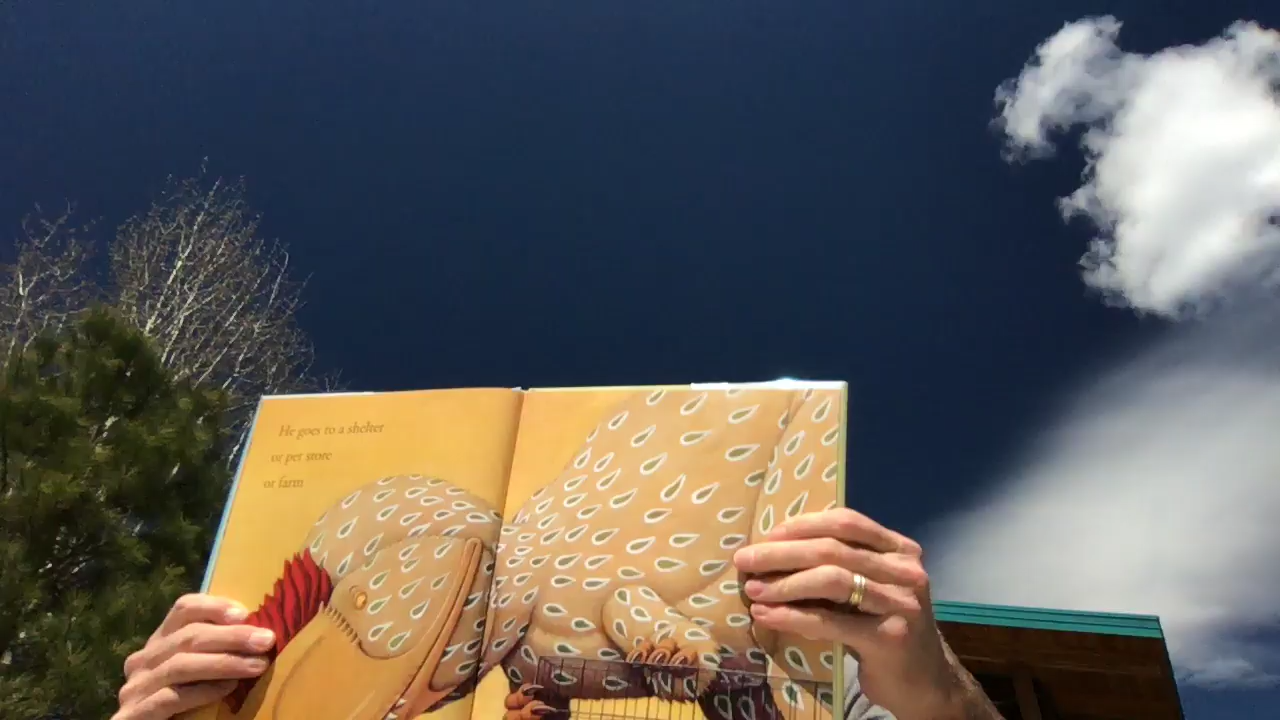 He goes to a shelter
or pet store
or farm